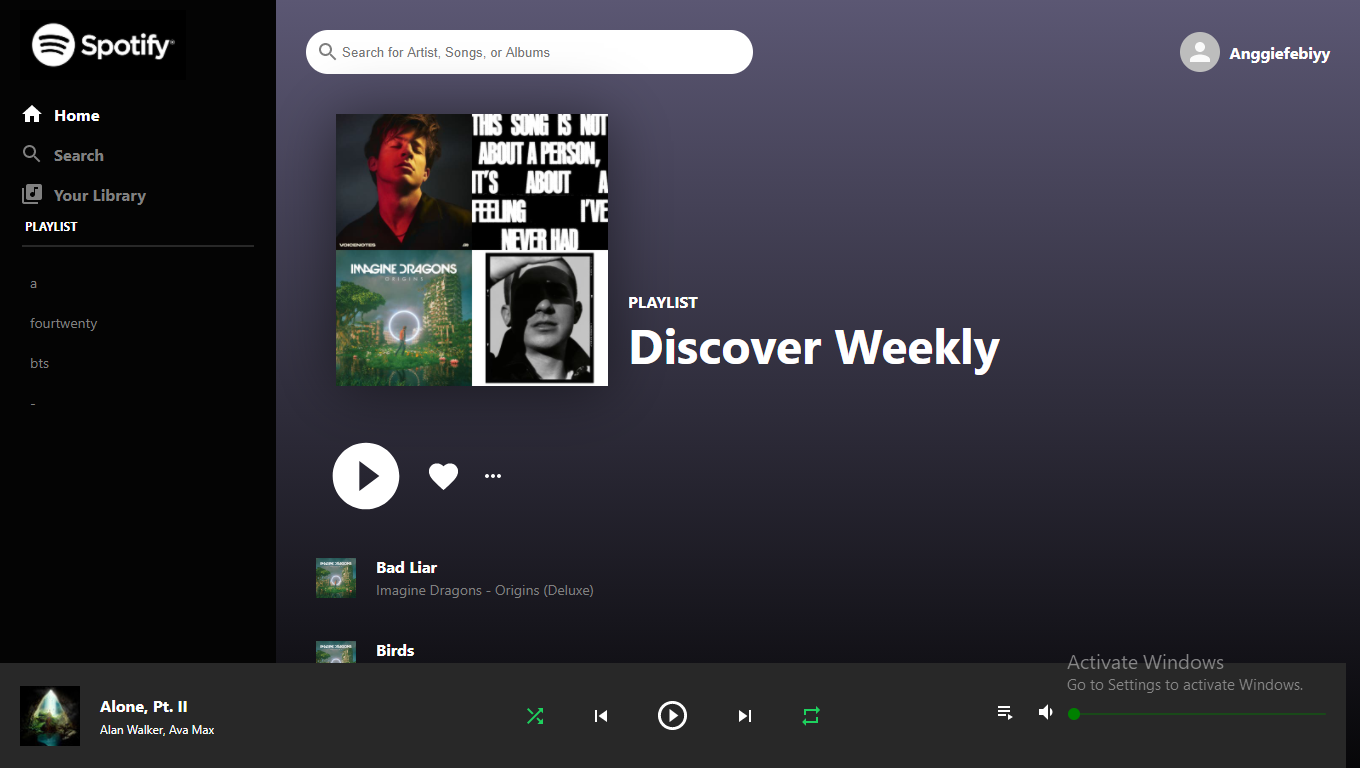 Spotify
Search for Artist, Songs, or Albums
Anggiefebiyy
Home
Search
Your Library
PLAYLIST
a
fourtwenty
bts
-
VOICENOTES
THIS SONG IS NOT
ABOUT A PERSON,
IT'S ABOUT A
FEELING I'VE
NEVER HAD
IMAGINE DRAGONS
ORIGINS
PLAYLIST
Discover Weekly
Bad Liar
Imagine Dragons - Origins (Deluxe)
Birds
Activate Windows
Go to Settings to activate Windows.
Alone, Pt. II
Alan Walker, Ava Max